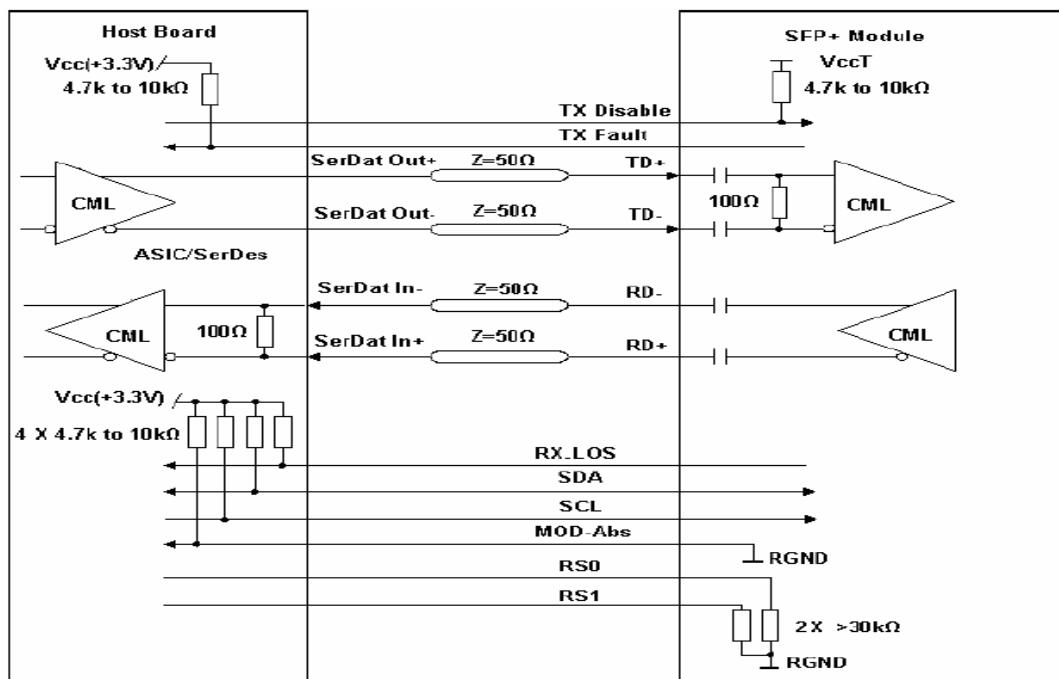 Host Board
SFP+ Module
Vcc(+3.3V)
4.7k to 10kΩ
VccT
4.7k to 10kΩ
TX Disable
TX Fault
SerDat Out+
Z=50Ω
TD+
CML
100Ω
CML
SerDat Out-
Z=50Ω
TD-
ASIC/SerDes
SerDat In-
Z=50Ω
RD-
CML
100Ω
CML
SerDat In+
Z=50Ω
RD+
Vcc(+3.3V)
4 X 4.7k to 10kΩ
RX-LOS
SDA
SCL
MOD-Abs
RGND
RS0
RS1
2X >30kΩ
RGND